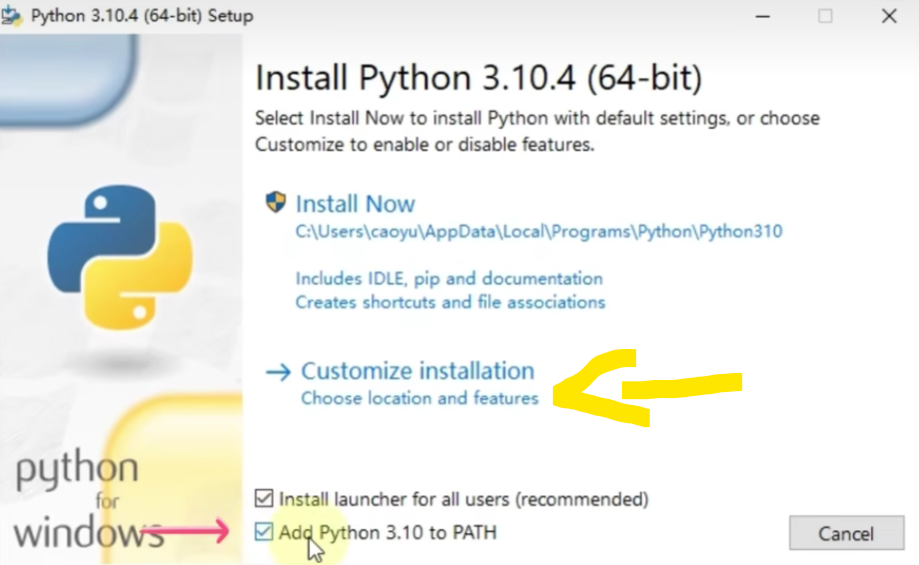 Python 3.10.4 (64-bit) Setup
Install Python 3.10.4 (64-bit)
Select Install Now to install Python with default settings, or choose
Customize to enable or disable features.
Install Now
C:\Users\caoyu\AppData\Local\Programs\Python\Python310
Includes IDLE, pip and documentation
Creates shortcuts and file associations
Customize installation
Choose location and features
python
for
windows
Install launcher for all users (recommended)
Add Python 3.10 to PATH
Cancel